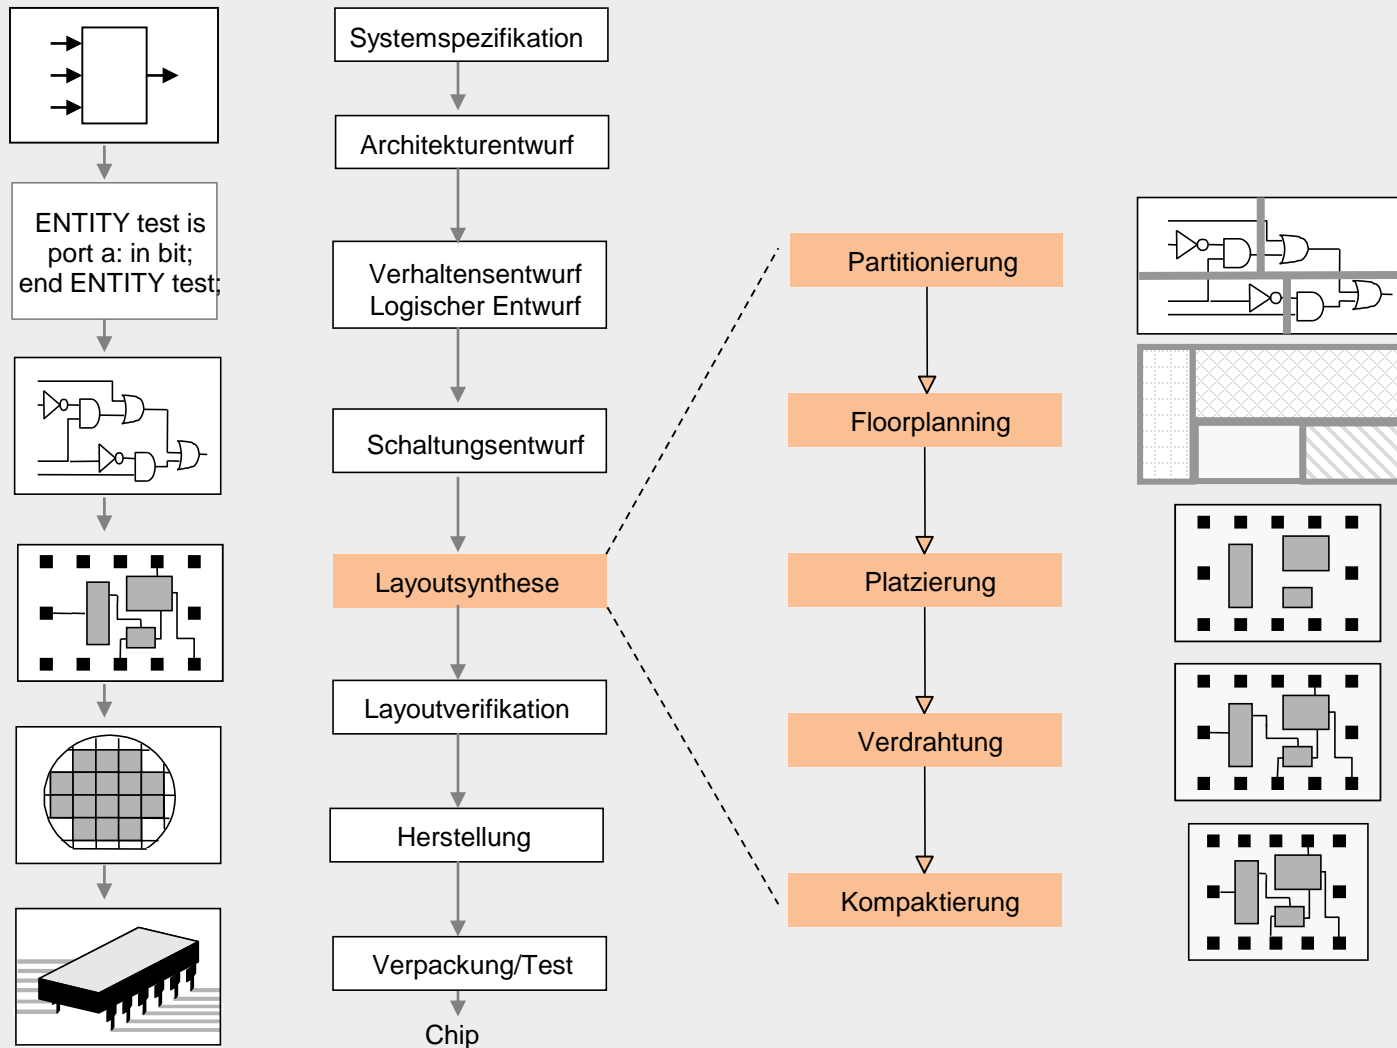 ENTITY test is
port a: in bit;
end ENTITY test;
Systemspezifikation
Architekturentwurf
Verhaltensentwurf
Logischer Entwurf
Schaltungsentwurf
Layoutsynthese
Layoutverifikation
Herstellung
Verpackung/Test
Chip
Partitionierung
Floorplanning
Platzierung
Verdrahtung
Kompaktierung